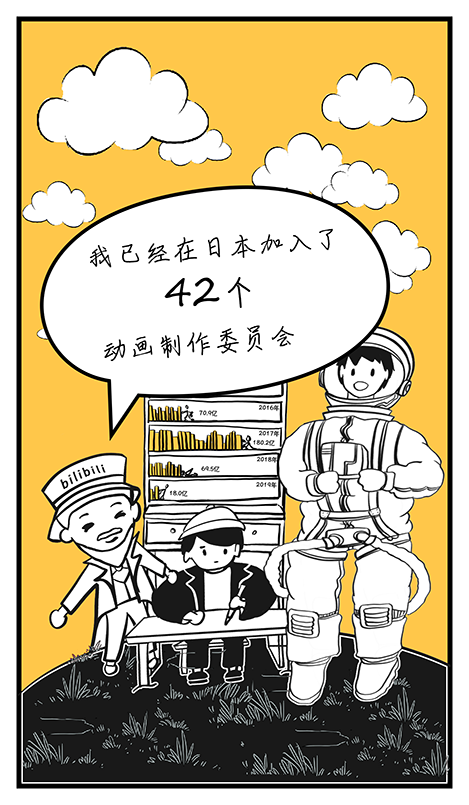 我已经在日本加入了
42个
动画制作委员会
2016年
70.9亿
2017年
180.2亿
2018年
69.5亿
2019年
18.0亿
bilibili